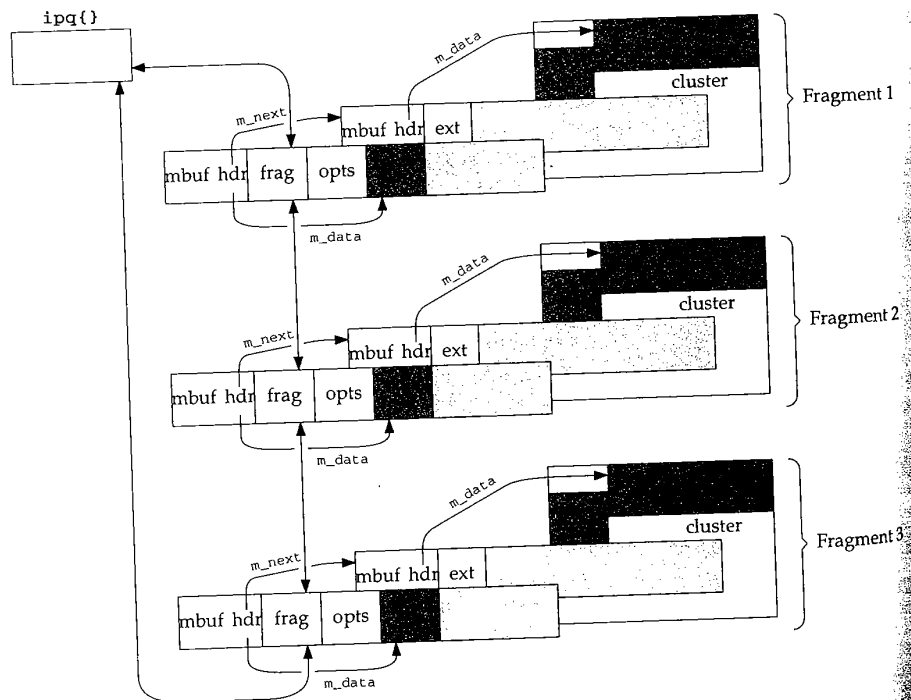 ipq{}
m_data
cluster
Fragment 1
m_next
mbuf hdr ext
mbuf hdr frag opts
m_data
m_data
cluster
Fragment 2
m_next
mbuf hdr ext
mbuf hdr frag opts
m_data
m_data
cluster
Fragment 3
m_next
mbuf hdr ext
mbuf hdr frag opts
m_data